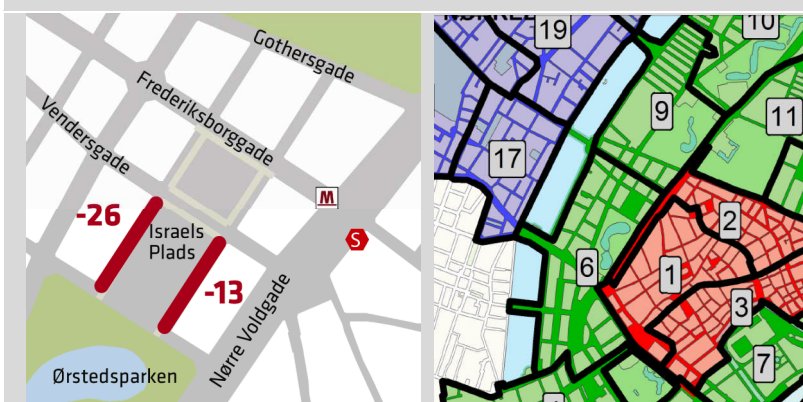 Gothersgade
Frederiksborggade
Vendersgade
M
S
-26
Israels
Plads
-13
Nørre Voldgade
Ørstedsparken
19
10
9
11
17
2
6
1
3
7